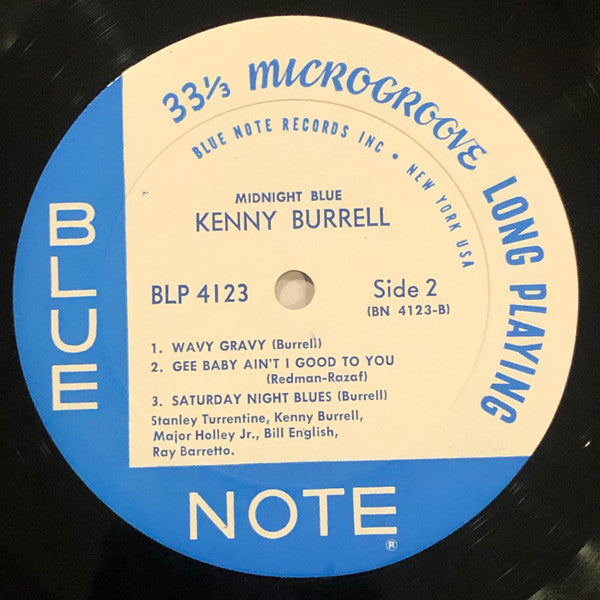 33⅓ MICROGROOVE LONG PLAYING
BLUE NOTE RECORDS INC • NEW YORK USA
MIDNIGHT BLUE
KENNY BURRELL
BLP 4123
Side 2
(BN 4123-B)
1. WAVY GRAVY (Burrell)
2. GEE BABY AIN'T I GOOD TO YOU
(Redman-Razaf)
3. SATURDAY NIGHT BLUES (Burrell)
Stanley Turrentine, Kenny Burrell,
Major Holley Jr., Bill English,
Ray Barretto.
BLUE
NOTE®